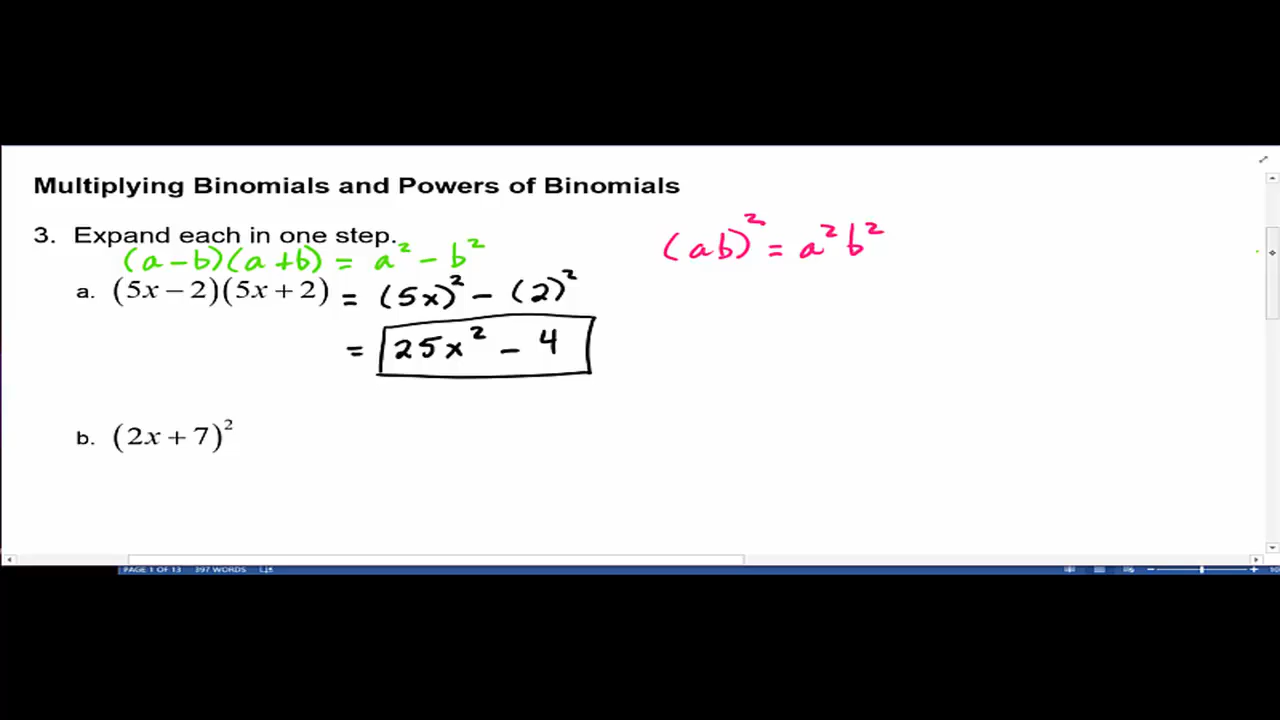 Multiplying Binomials and Powers of Binomials
3. Expand each in one step.
(ab)² = a²b²
(a-b)(a+b) = a² - b²
a. (5x − 2)(5x + 2) = (5x)² - (2)²
= 25x² - 4
b. (2x + 7)²
PAGE 1 OF 13 397 WORDS